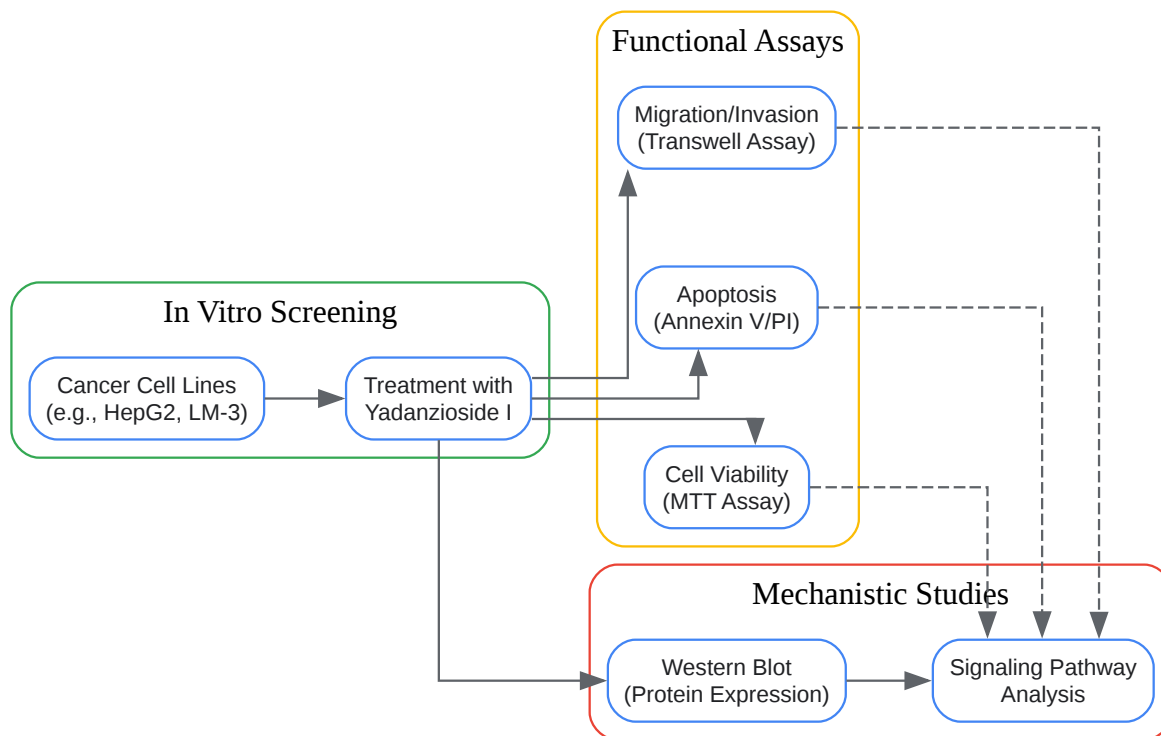 Functional Assays
Migration/Invasion
(Transwell Assay)
Apoptosis
(Annexin V/PI)
Cell Viability
(MTT Assay)
In Vitro Screening
Cancer Cell Lines
(e.g., HepG2, LM-3)
Treatment with
Yadanzioside I
Mechanistic Studies
Western Blot
(Protein Expression)
Signaling Pathway
Analysis